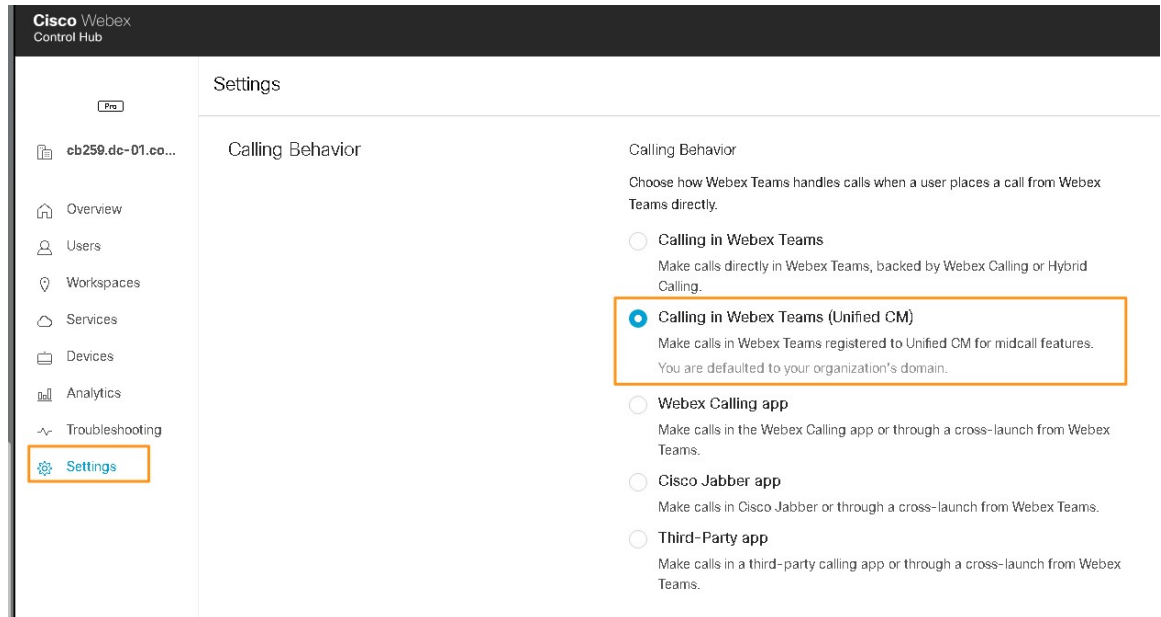 Cisco Webex
Control Hub
Settings
Pro
cb259.dc-01.co...
Overview
Users
Workspaces
Services
Devices
Analytics
Troubleshooting
Settings
Calling Behavior
Calling Behavior
Choose how Webex Teams handles calls when a user places a call from Webex
Teams directly.
Calling in Webex Teams
Make calls directly in Webex Teams, backed by Webex Calling or Hybrid
Calling.
Calling in Webex Teams (Unified CM)
Make calls in Webex Teams registered to Unified CM for midcall features.
You are defaulted to your organization's domain.
Webex Calling app
Make calls in the Webex Calling app or through a cross-launch from Webex
Teams.
Cisco Jabber app
Make calls in Cisco Jabber or through a cross-launch from Webex Teams.
Third-Party app
Make calls in a third-party calling app or through a cross-launch from Webex
Teams.